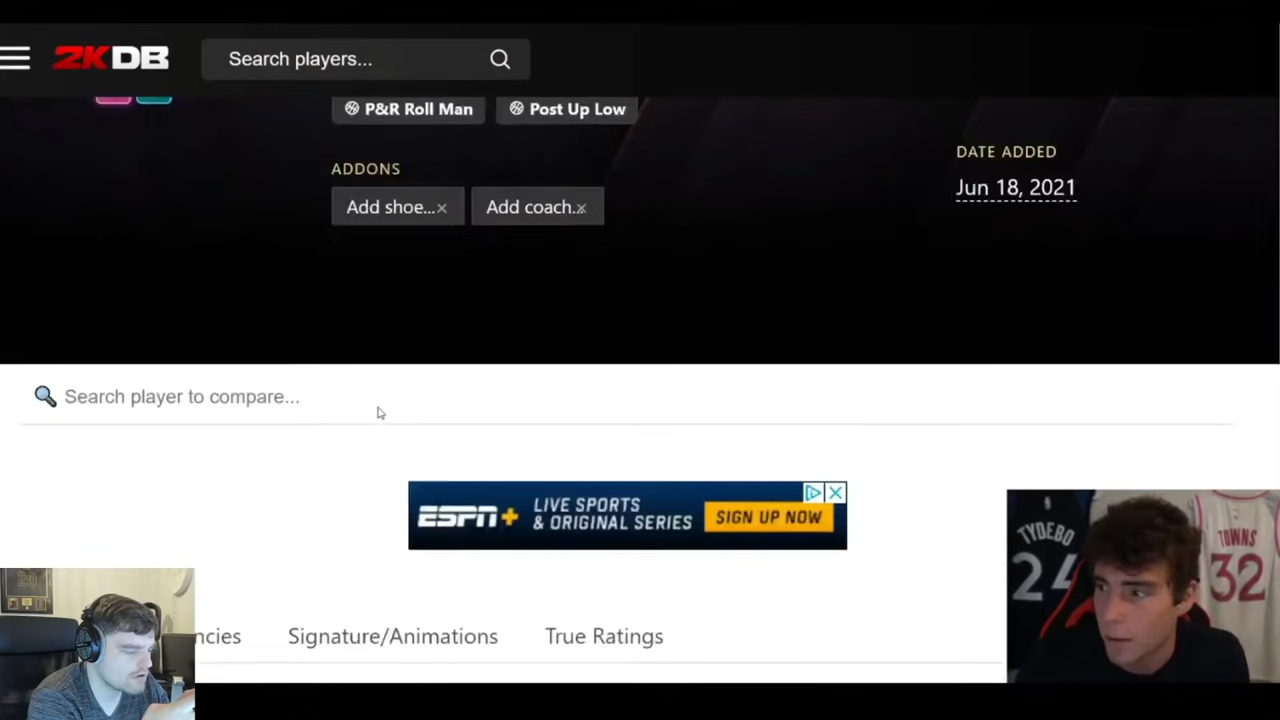 2KDB
Search players...
P&R Roll Man
Post Up Low
ADDONS
Add shoe...×
Add coach...×
DATE ADDED
Jun 18, 2021
Search player to compare...
ESPN+
LIVE SPORTS
& ORIGINAL SERIES
SIGN UP NOW
ncies
Signature/Animations
True Ratings
TYDEBO
24
TOWNS
32
20